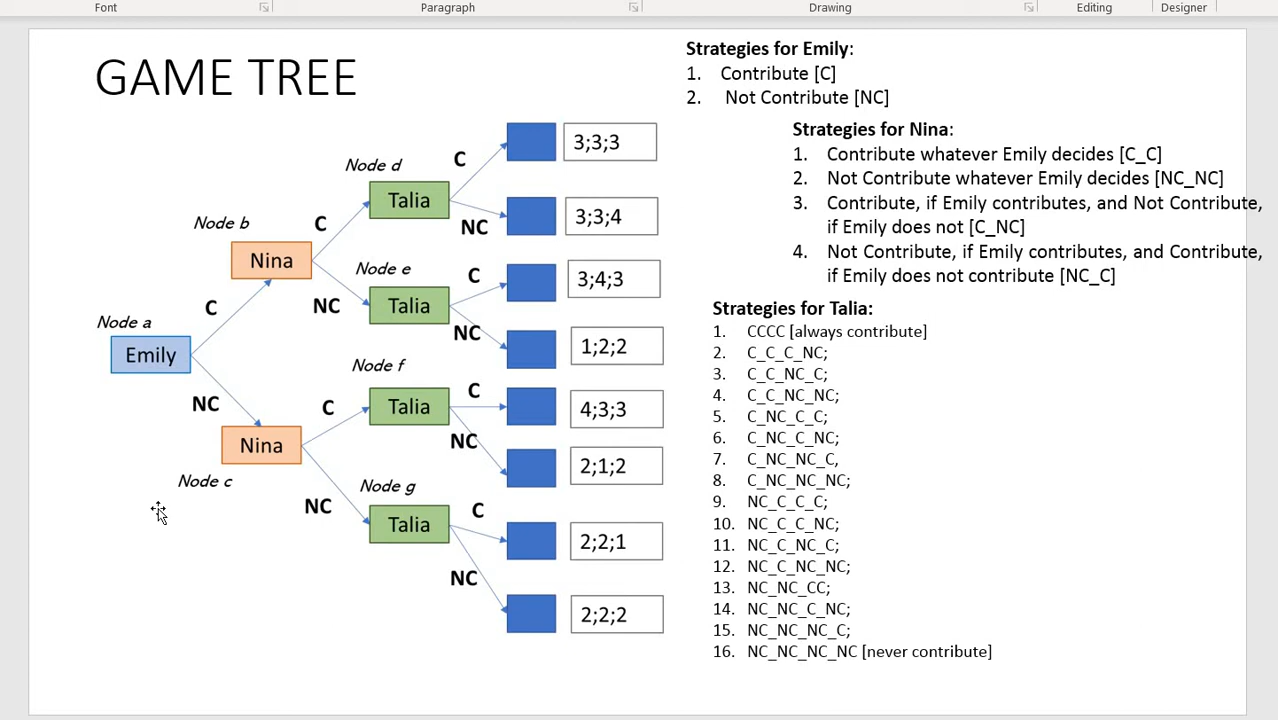 Font
Paragraph
Drawing
Editing
Designer
GAME TREE
Strategies for Emily:
1. Contribute [C]
2. Not Contribute [NC]
Strategies for Nina:
1. Contribute whatever Emily decides [C_C]
2. Not Contribute whatever Emily decides [NC_NC]
3. Contribute, if Emily contributes, and Not Contribute,
if Emily does not [C_NC]
4. Not Contribute, if Emily contributes, and Contribute,
if Emily does not contribute [NC_C]
Strategies for Talia:
1. CCCC [always contribute]
2. C_C_C_NC;
3. C_C_NC_C;
4. C_C_NC_NC;
5. C_NC_C_C;
6. C_NC_C_NC;
7. C_NC_NC_C,
8. C_NC_NC_NC;
9. NC_C_C_C;
10. NC_C_C_NC;
11. NC_C_NC_C;
12. NC_C_NC_NC;
13. NC_NC_CC;
14. NC_NC_C_NC;
15. NC_NC_NC_C;
16. NC_NC_NC_NC [never contribute]
Node a
Emily
C
NC
Node b
Nina
C
NC
Node c
Nina
C
NC
Node d
Talia
C
3;3;3
NC
3;3;4
Node e
Talia
C
3;4;3
NC
1;2;2
Node f
Talia
C
4;3;3
NC
2;1;2
Node g
Talia
C
2;2;1
NC
2;2;2